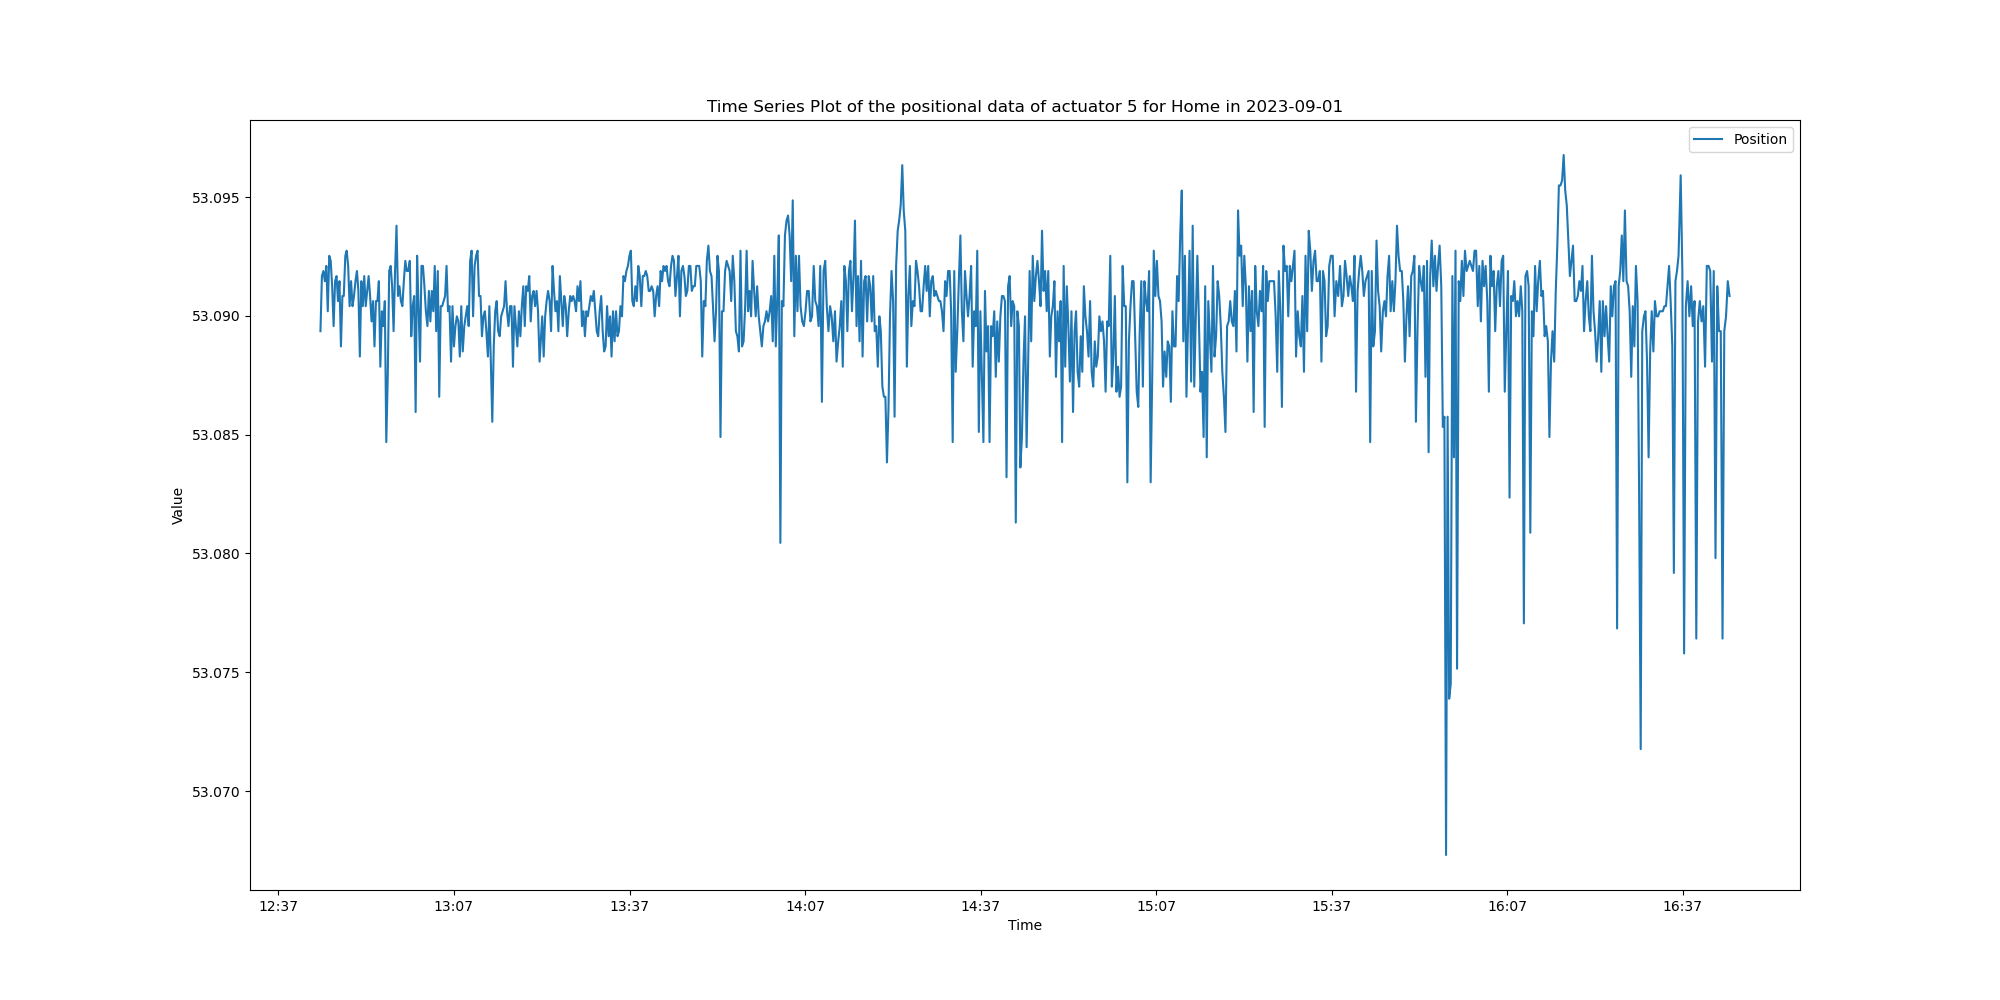 Time Series Plot of the positional data of actuator 5 for Home in 2023-09-01
Position
53.095
53.090
53.085
53.080
53.075
53.070
Value
12:37 13:07 13:37 14:07 14:37 15:07 15:37 16:07 16:37
Time